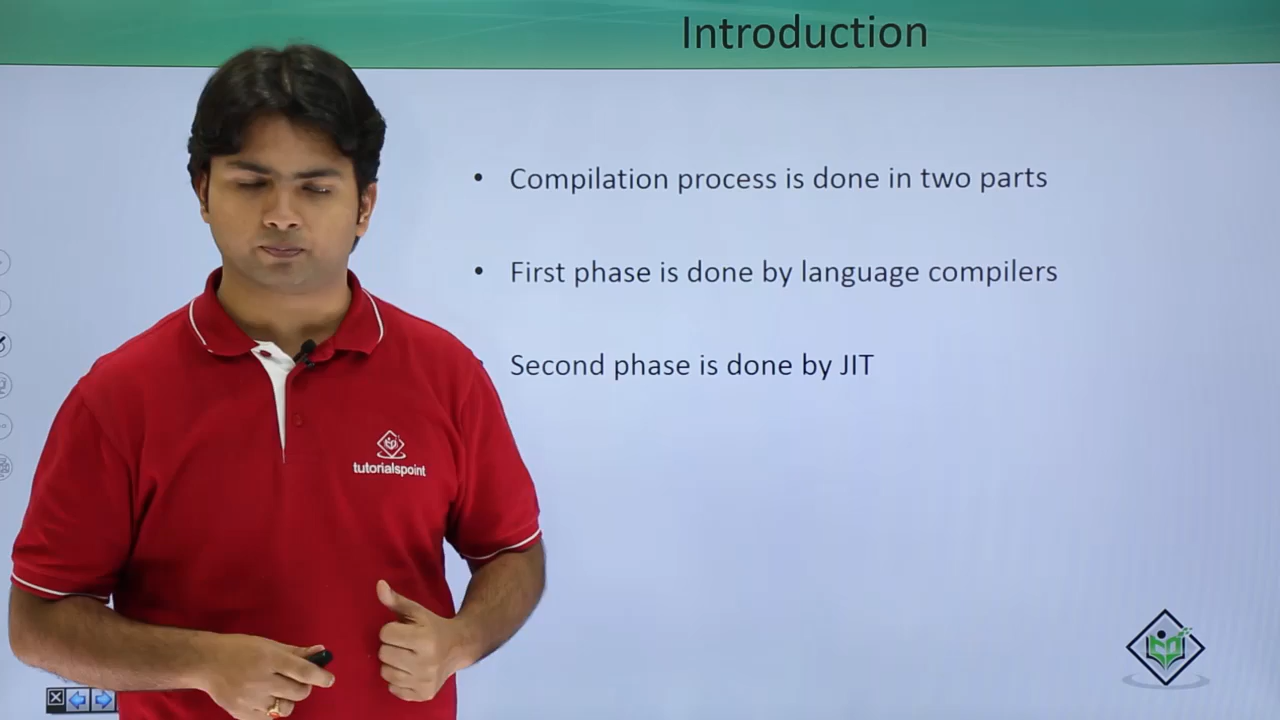 Introduction
• Compilation process is done in two parts
• First phase is done by language compilers
Second phase is done by JIT
tutorialspoint